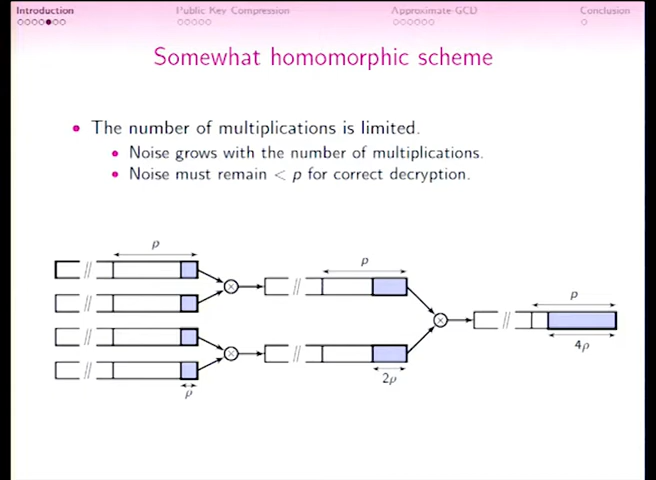 Introduction
Public Key Compression
Approximate-GCD
Conclusion
Somewhat homomorphic scheme
The number of multiplications is limited.
Noise grows with the number of multiplications.
Noise must remain < p for correct decryption.
p
p
p
ρ
2ρ
4ρ